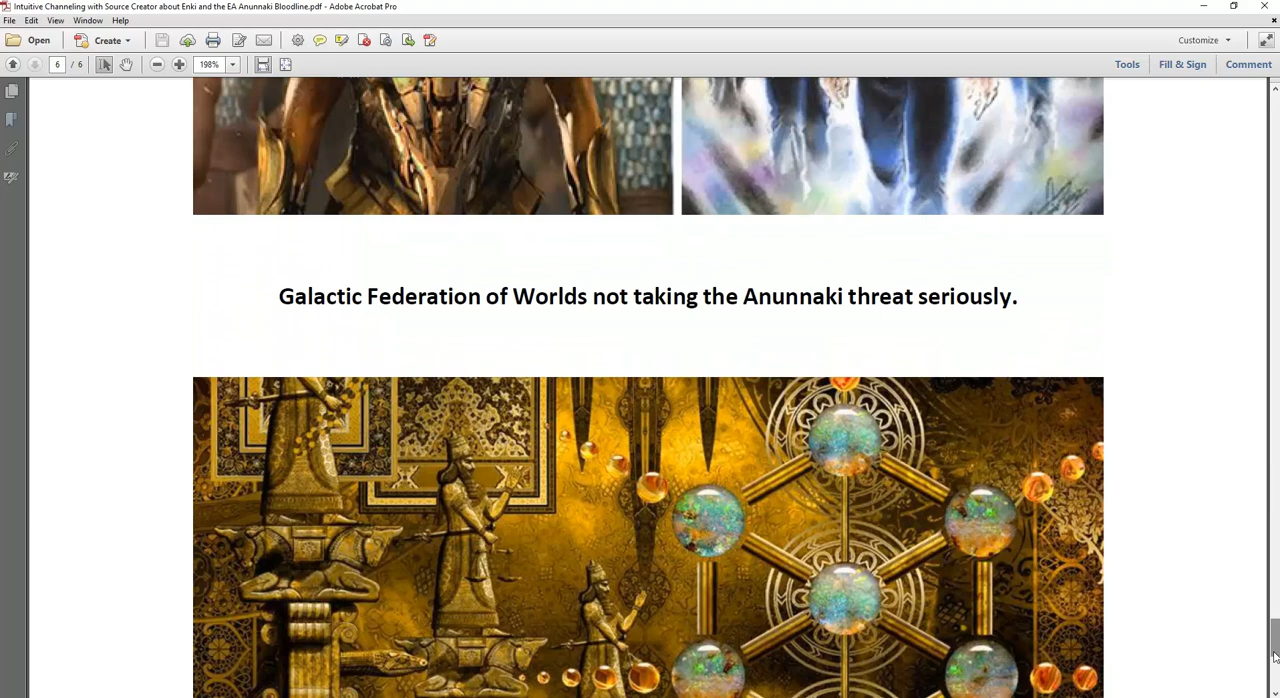 Intuitive Channeling with Source Creator about Enki and the EA Anunnaki Bloodline.pdf - Adobe Acrobat Pro
File Edit View Window Help
Open Create Customize
6 / 6 198% Tools Fill & Sign Comment
Galactic Federation of Worlds not taking the Anunnaki threat seriously.